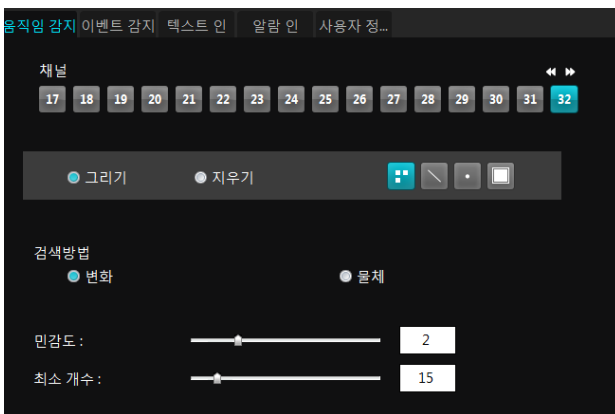 움직임 감지 이벤트 감지 텍스트 인 알람 인 사용자 정...
채널
17 18 19 20 21 22 23 24 25 26 27 28 29 30 31 32
그리기 지우기
검색방법
변화 물체
민감도 : 2
최소 개수 : 15